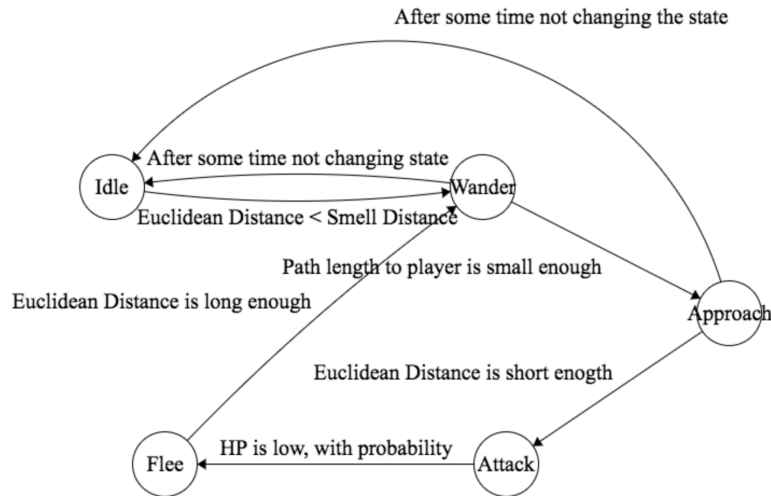 After some time not changing the state
After some time not changing state
Idle
Wander
Euclidean Distance < Smell Distance
Path length to player is small enough
Euclidean Distance is long enough
Approach
Euclidean Distance is short enogth
HP is low, with probability
Flee
Attack